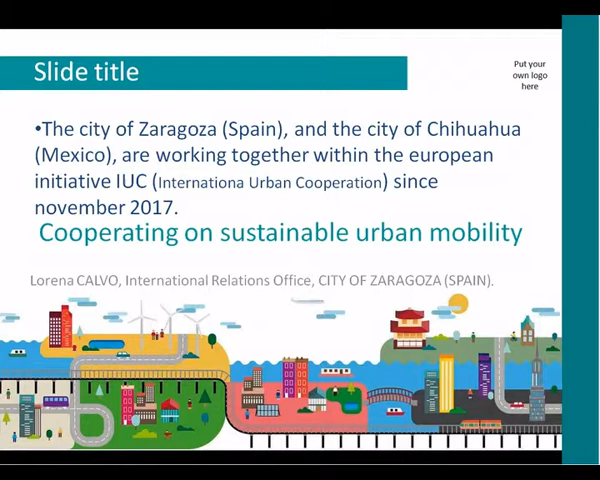 Slide title
Put your
own logo
here
•The city of Zaragoza (Spain), and the city of Chihuahua
(Mexico), are working together within the european
initiative IUC (Internationa Urban Cooperation) since
november 2017.
Cooperating on sustainable urban mobility
Lorena CALVO, International Relations Office, CITY OF ZARAGOZA (SPAIN).